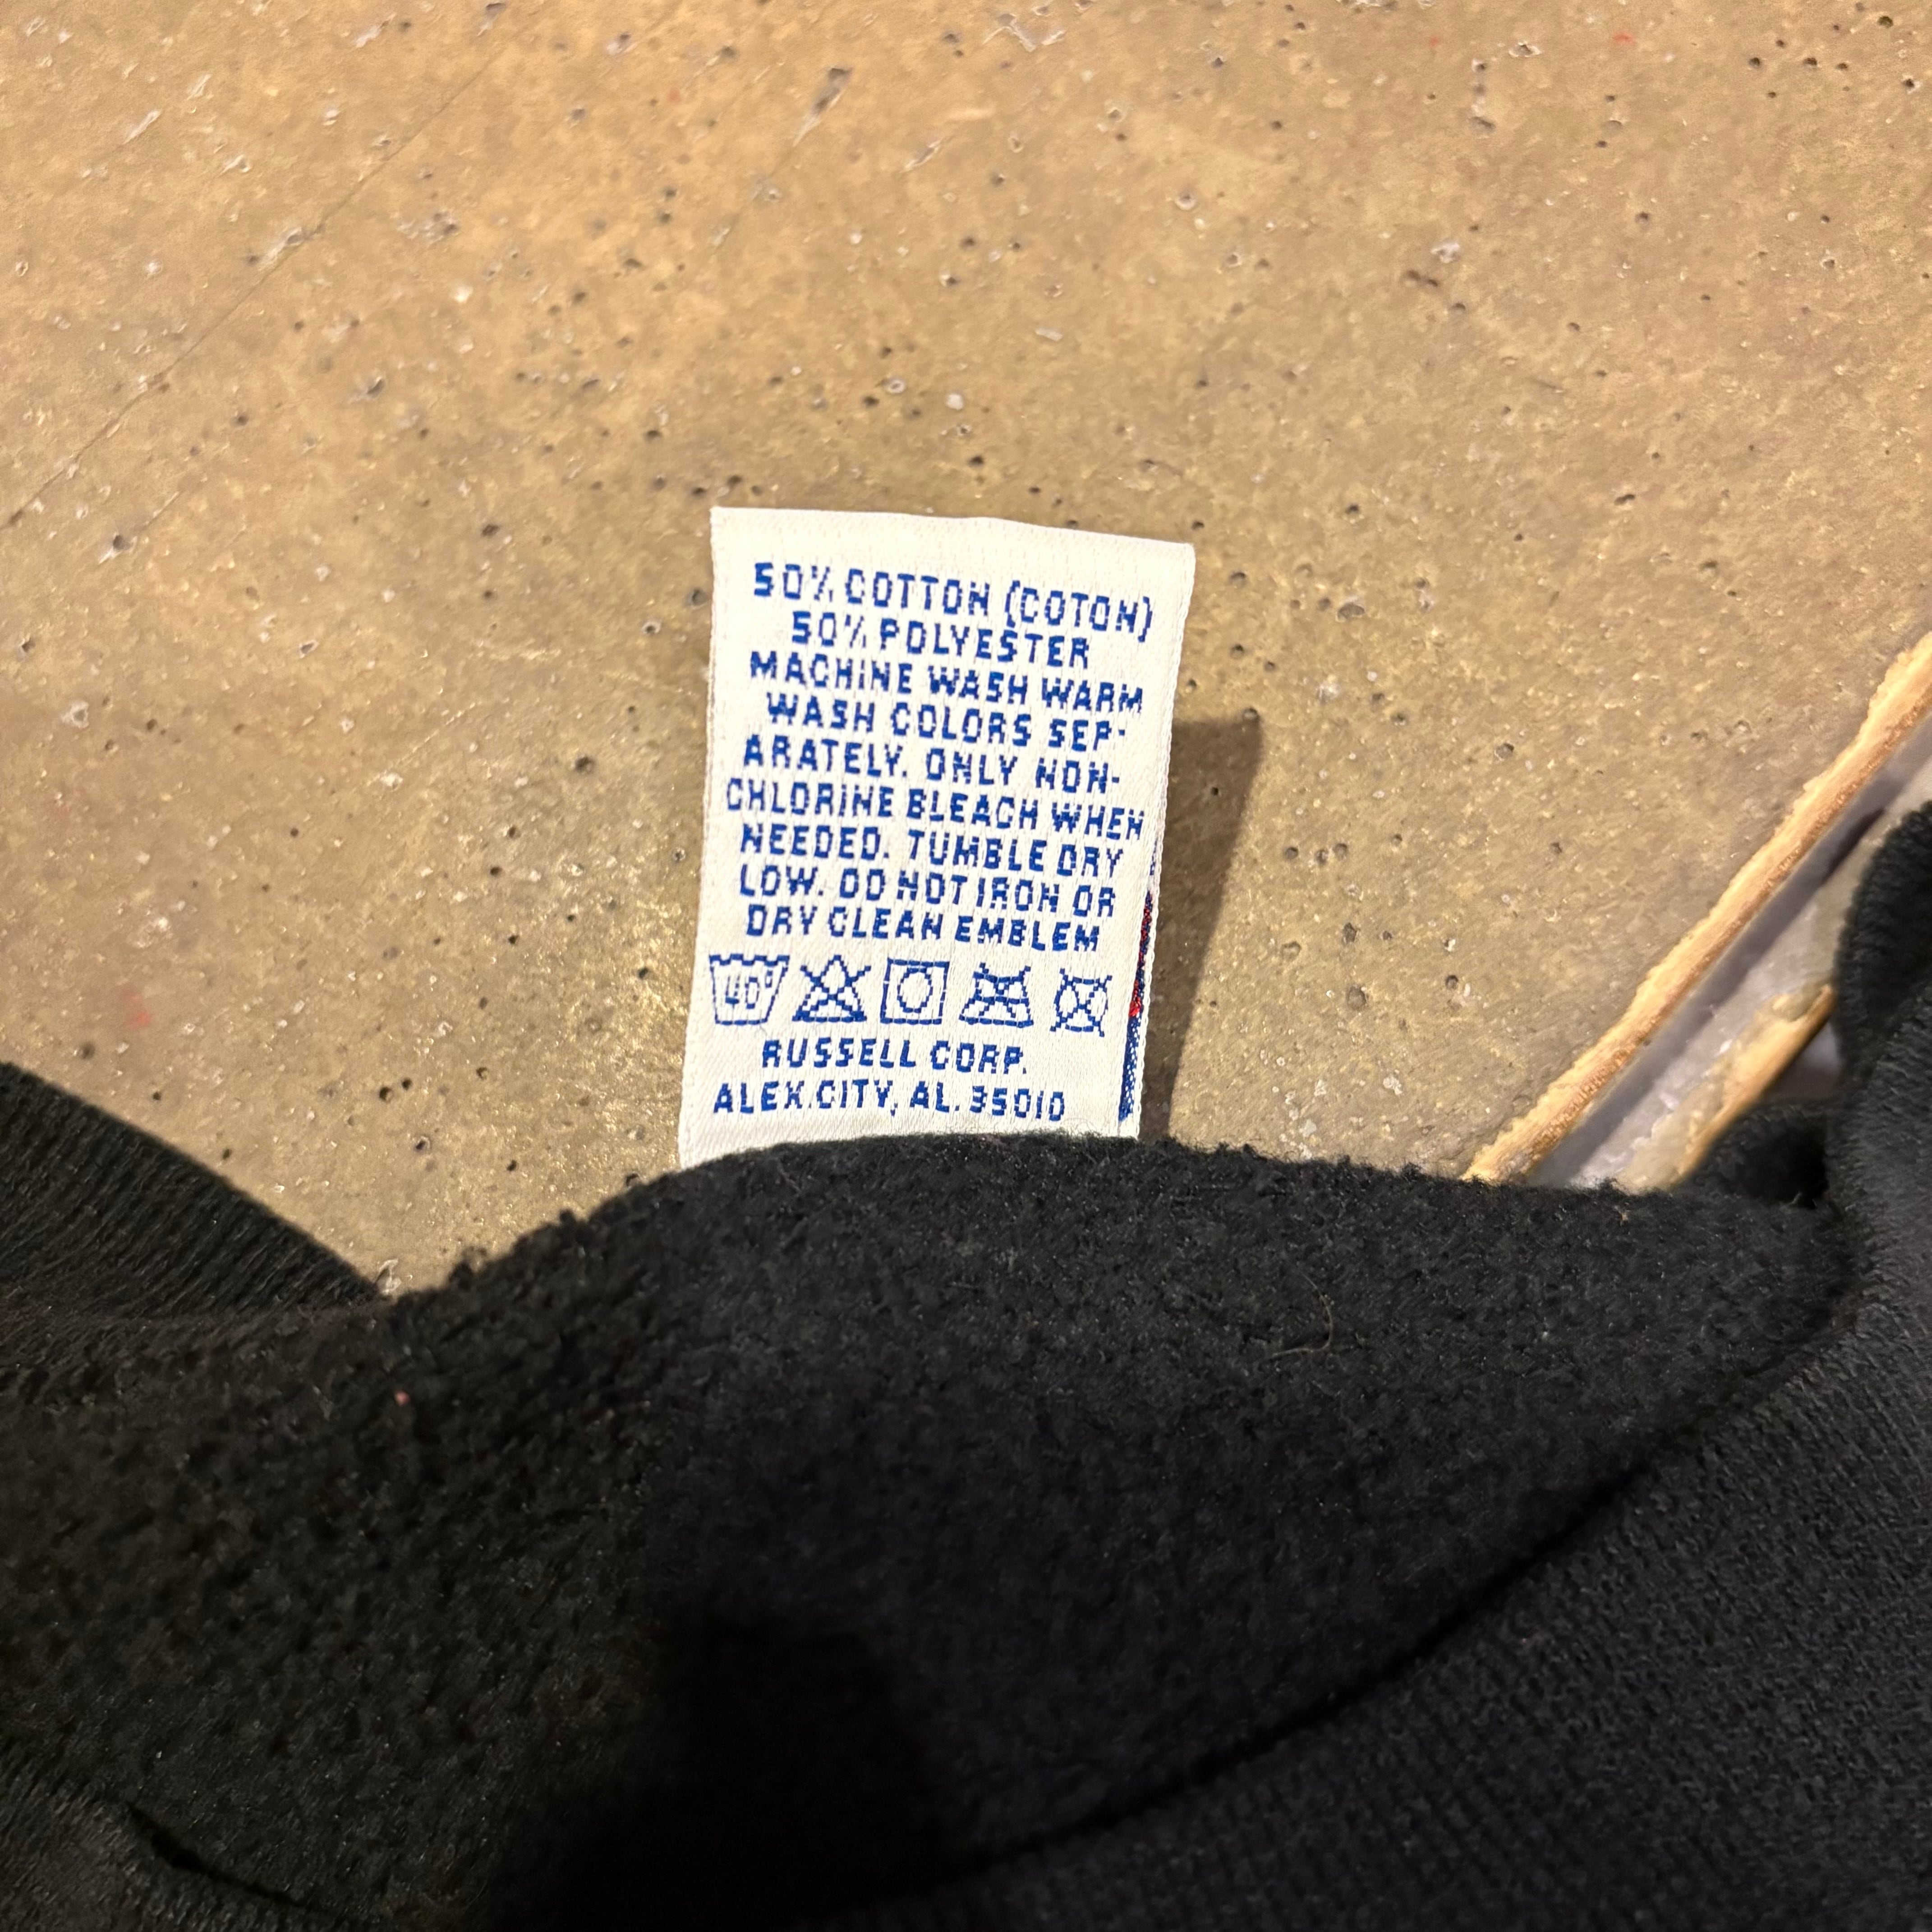 50% COTTON (COTON)
50% POLYESTER
MACHINE WASH WARM
WASH COLORS SEP-
ARATELY. ONLY NON-
CHLORINE BLEACH WHEN
NEEDED. TUMBLE DRY
LOW. DO NOT IRON OR
DRY CLEAN EMBLEM
40°
RUSSELL CORP.
ALEX.CITY, AL. 35010